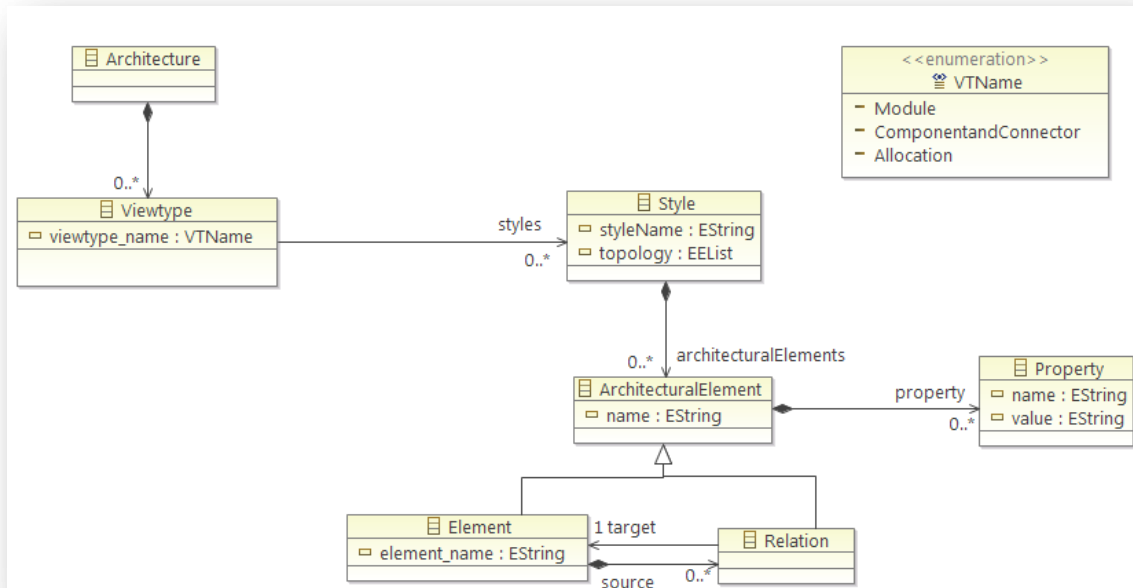 Architecture
<<enumeration>>
VTName
Module
ComponentandConnector
Allocation
0..*
Viewtype
viewtype_name : VTName
styles
0..*
Style
styleName : EString
topology : EEList
0..*
architecturalElements
ArchitecturalElement
name : EString
property
0..*
Property
name : EString
value : EString
Element
element_name : EString
1 target
source
0..*
Relation